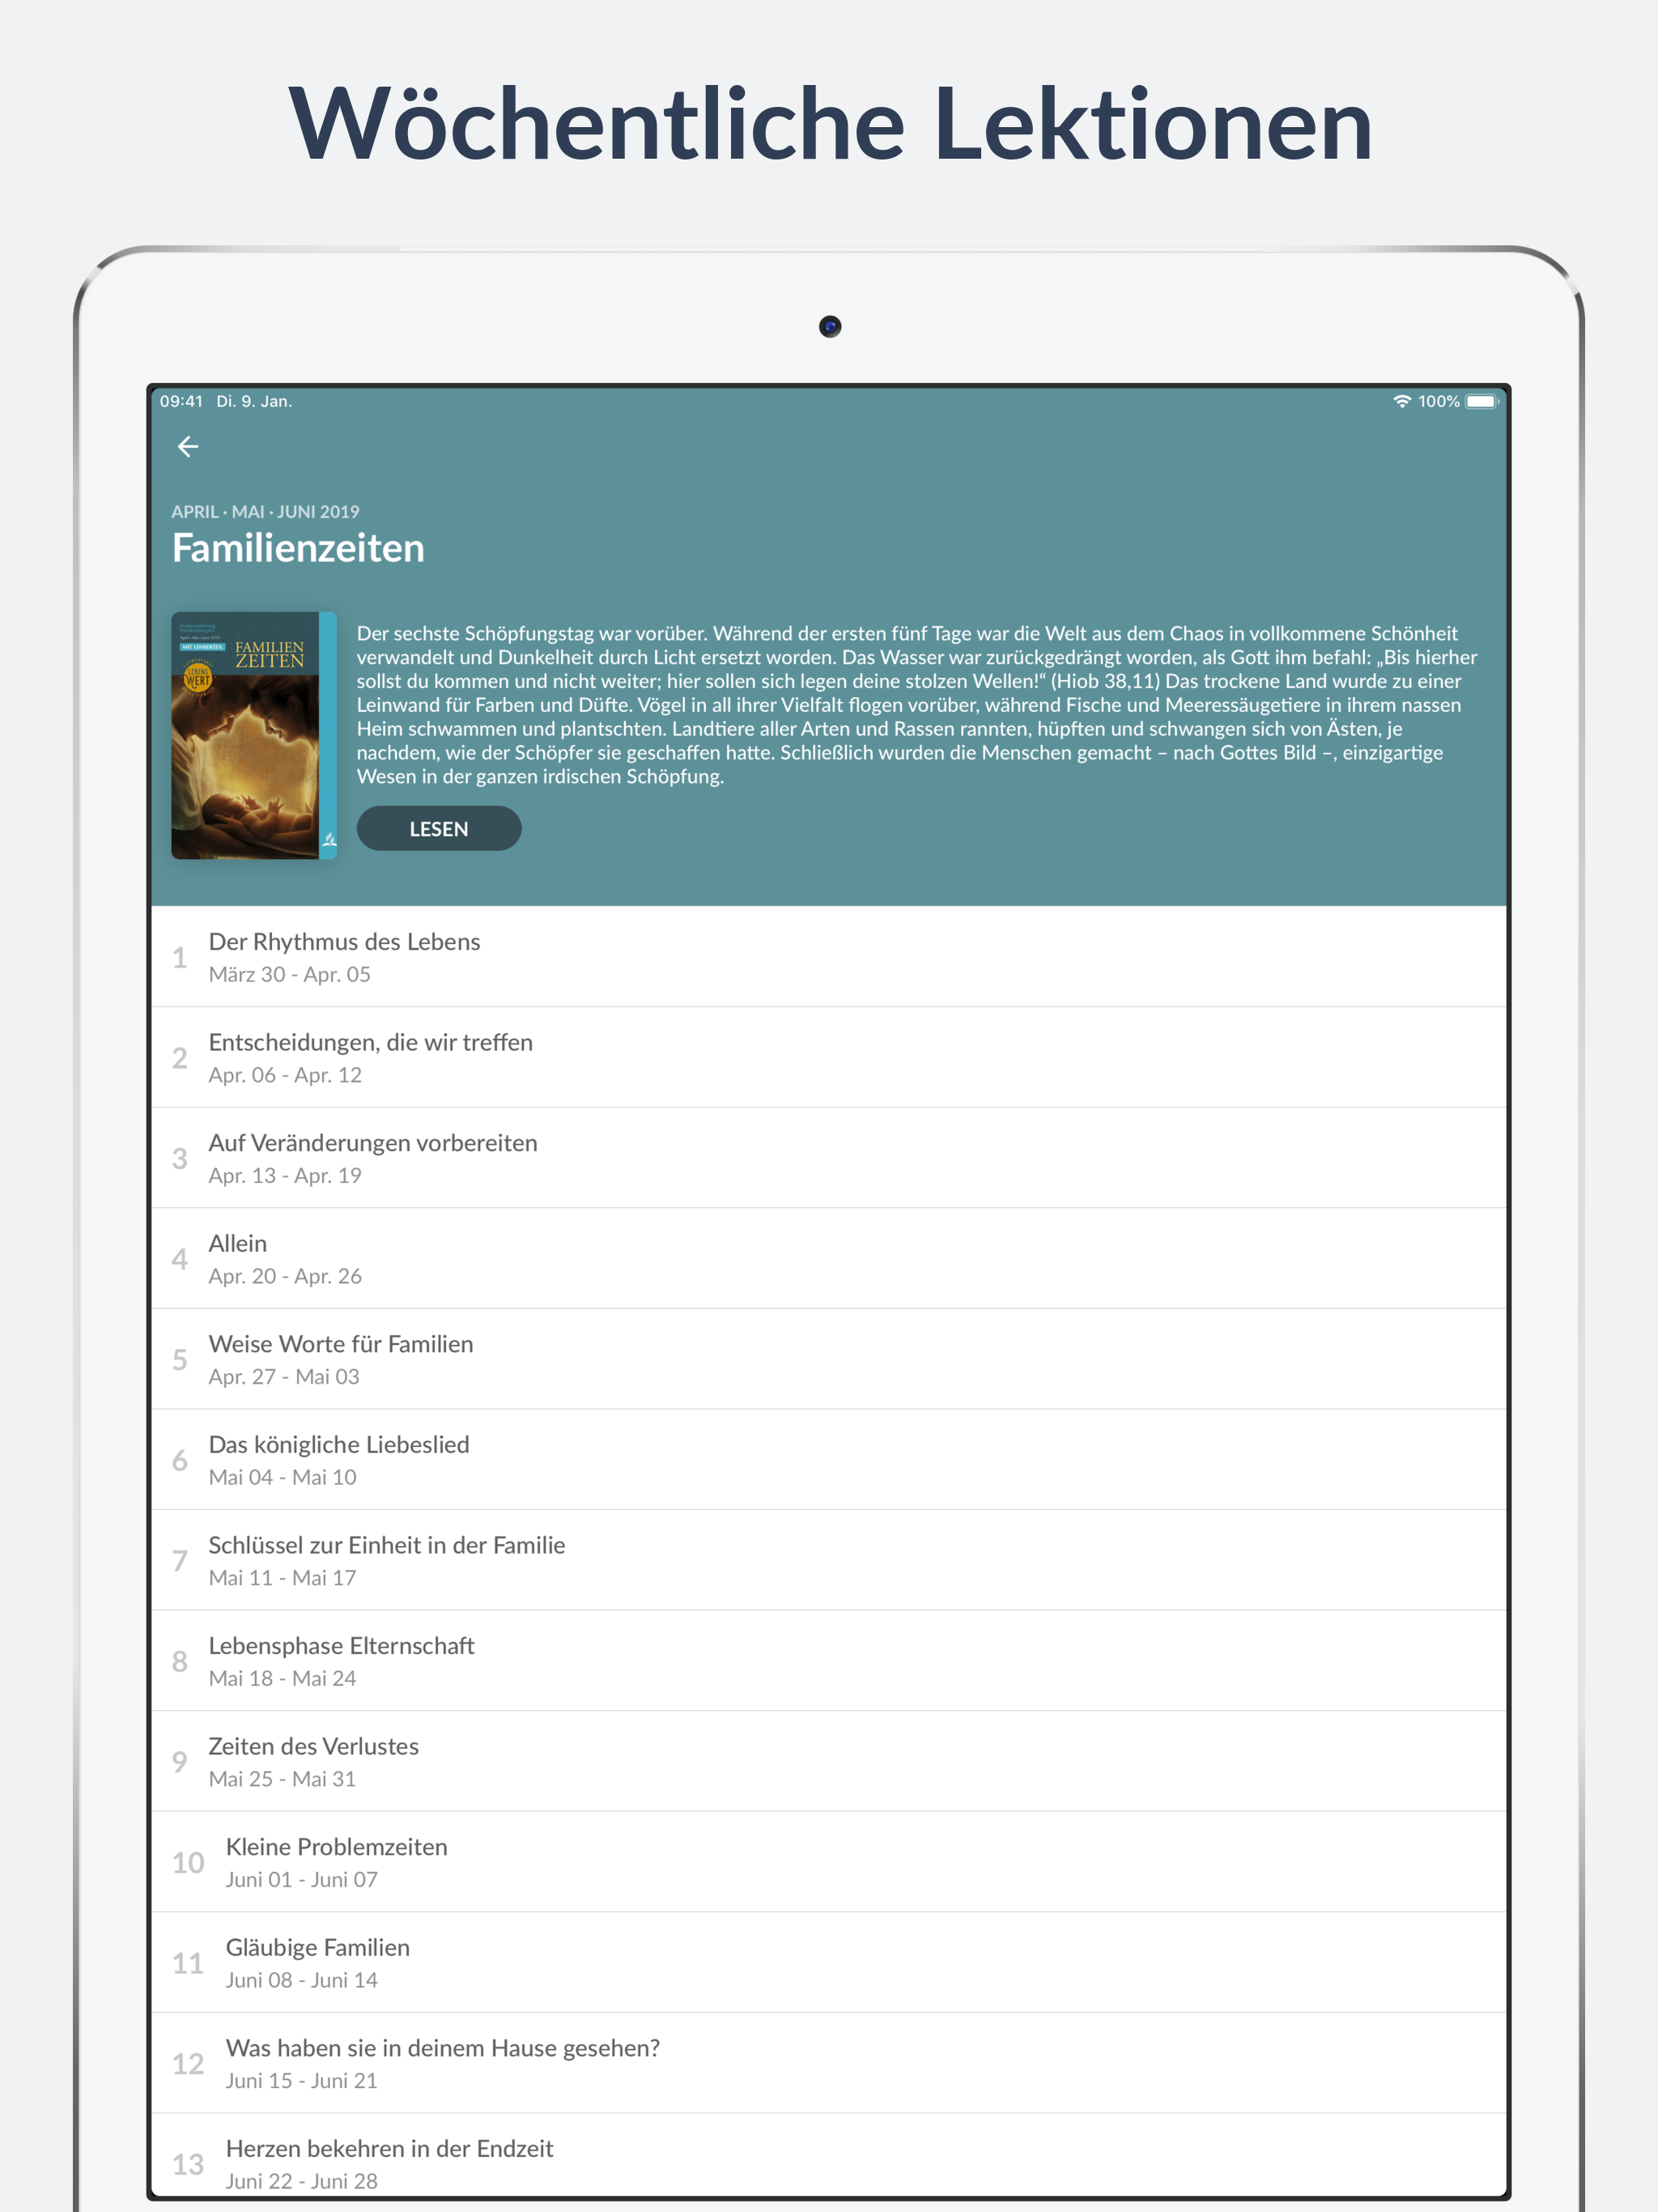 Wöchentliche Lektionen
09:41 Di. 9. Jan.
100%
APRIL · MAI · JUNI 2019
Familienzeiten
MIT LEHRERTEIL
FAMILIEN
ZEITEN
LEBENS
WERT
Der sechste Schöpfungstag war vorüber. Während der ersten fünf Tage war die Welt aus dem Chaos in vollkommene Schönheit
verwandelt und Dunkelheit durch Licht ersetzt worden. Das Wasser war zurückgedrängt worden, als Gott ihm befahl: „Bis hierher
sollst du kommen und nicht weiter; hier sollen sich legen deine stolzen Wellen!“ (Hiob 38,11) Das trockene Land wurde zu einer
Leinwand für Farben und Düfte. Vögel in all ihrer Vielfalt flogen vorüber, während Fische und Meeressäugetiere in ihrem nassen
Heim schwammen und plantschten. Landtiere aller Arten und Rassen rannten, hüpften und schwangen sich von Ästen, je
nachdem, wie der Schöpfer sie geschaffen hatte. Schließlich wurden die Menschen gemacht – nach Gottes Bild –, einzigartige
Wesen in der ganzen irdischen Schöpfung.
LESEN
1
Der Rhythmus des Lebens
März 30 - Apr. 05
2
Entscheidungen, die wir treffen
Apr. 06 - Apr. 12
3
Auf Veränderungen vorbereiten
Apr. 13 - Apr. 19
4
Allein
Apr. 20 - Apr. 26
5
Weise Worte für Familien
Apr. 27 - Mai 03
6
Das königliche Liebeslied
Mai 04 - Mai 10
7
Schlüssel zur Einheit in der Familie
Mai 11 - Mai 17
8
Lebensphase Elternschaft
Mai 18 - Mai 24
9
Zeiten des Verlustes
Mai 25 - Mai 31
10
Kleine Problemzeiten
Juni 01 - Juni 07
11
Gläubige Familien
Juni 08 - Juni 14
12
Was haben sie in deinem Hause gesehen?
Juni 15 - Juni 21
13
Herzen bekehren in der Endzeit
Juni 22 - Juni 28